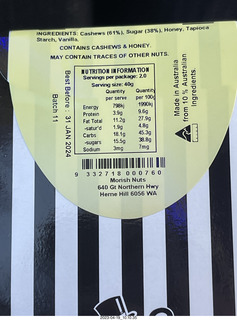 INGREDIENTS: Cashews (61%), Sugar (38%), Honey, Tapioca
Starch, Vanilla.
CONTAINS CASHEWS & HONEY.
MAY CONTAIN TRACES OF OTHER NUTS.
NUTRITION INFORMATION
Servings per package: 2.0
Serving size: 40g
Quantity Quantity
per serve per 100g
Energy 798kj 1990kj
Protein 3.9g 9.6g
Fat Total 11.2g 27.9g
-satur'd 1.9g 4.8g
Carbs 18.1g 45.3g
-sugars 15.5g 38.8g
Sodium 3mg 7mg
Best Before : 31 JAN 2024
Batch 11
Made in Australia
from 10 % Australian
Ingredients
9 332718 000760
Morish Nuts
640 Gt Northern Hwy
Herne Hill 6056 WA